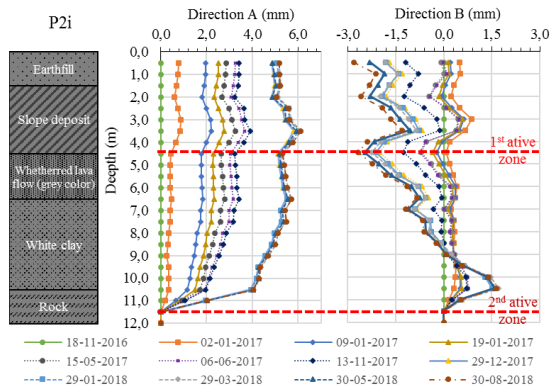 P2i
Direction A (mm)
Direction B (mm)
0,0 2,0 4,0 6,0
-3,0 -1,5 0,0 1,5 3,0
Dcepth (m)
0,0
1,0
2,0
3,0
4,0
5,0
6,0
7,0
8,0
9,0
10,0
11,0
12,0
Earthfill
Slope deposit
Whetherred lava
flow (grey color)
White clay
Rock
1st ative
zone
2nd ative
zone
18-11-2016 02-01-2017 09-01-2017 19-01-2017
15-05-2017 06-06-2017 13-11-2017 29-12-2017
29-01-2018 29-03-2018 30-05-2018 30-08-2018